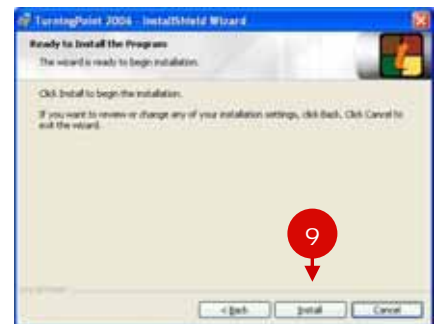 TurningPoint 2006 - InstallShield Wizard
Ready to Install the Program
The wizard is ready to begin installation.
Click Install to begin the installation.
If you want to review or change any of your installation settings, click Back. Click Cancel to
exit the wizard.
9
InstallShield
< Back
Install
Cancel